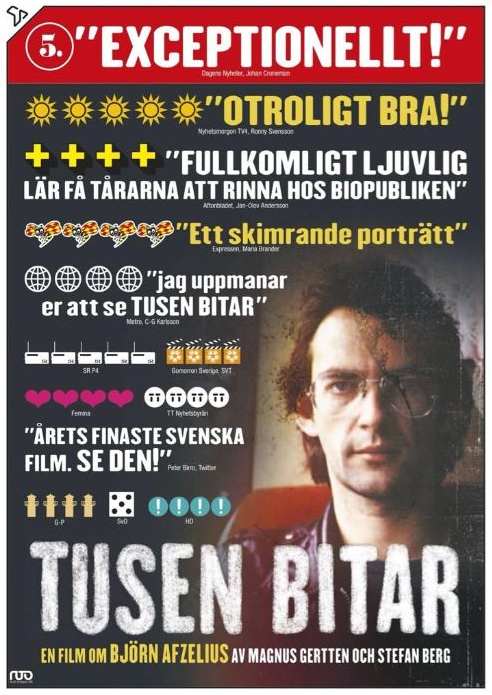 5. "EXCEPTIONELLT!"
Dagens Nyheter, Johan Croneman
"OTROLIGT BRA!"
Nyhetsmorgon TV4, Ronny Svensson
"FULLKOMLIGT LJUVLIG
LÄR FÅ TÅRARNA ATT RINNA HOS BIOPUBLIKEN"
Aftonbladet, Jan-Olov Andersson
"Ett skimrande porträtt"
Expressen, Maria Brander
"jag uppmanar
er att se TUSEN BITAR"
Metro, C-G Karlsson
SR P4
Gomorron Sverige, SVT
Femina
TT Nyhetsbyrån
"ÅRETS FINASTE SVENSKA
FILM. SE DEN!"
Peter Birro, Twitter
G-P
SvD
HD
TUSEN BITAR
EN FILM OM BJÖRN AFZELIUS AV MAGNUS GERTTEN OCH STEFAN BERG